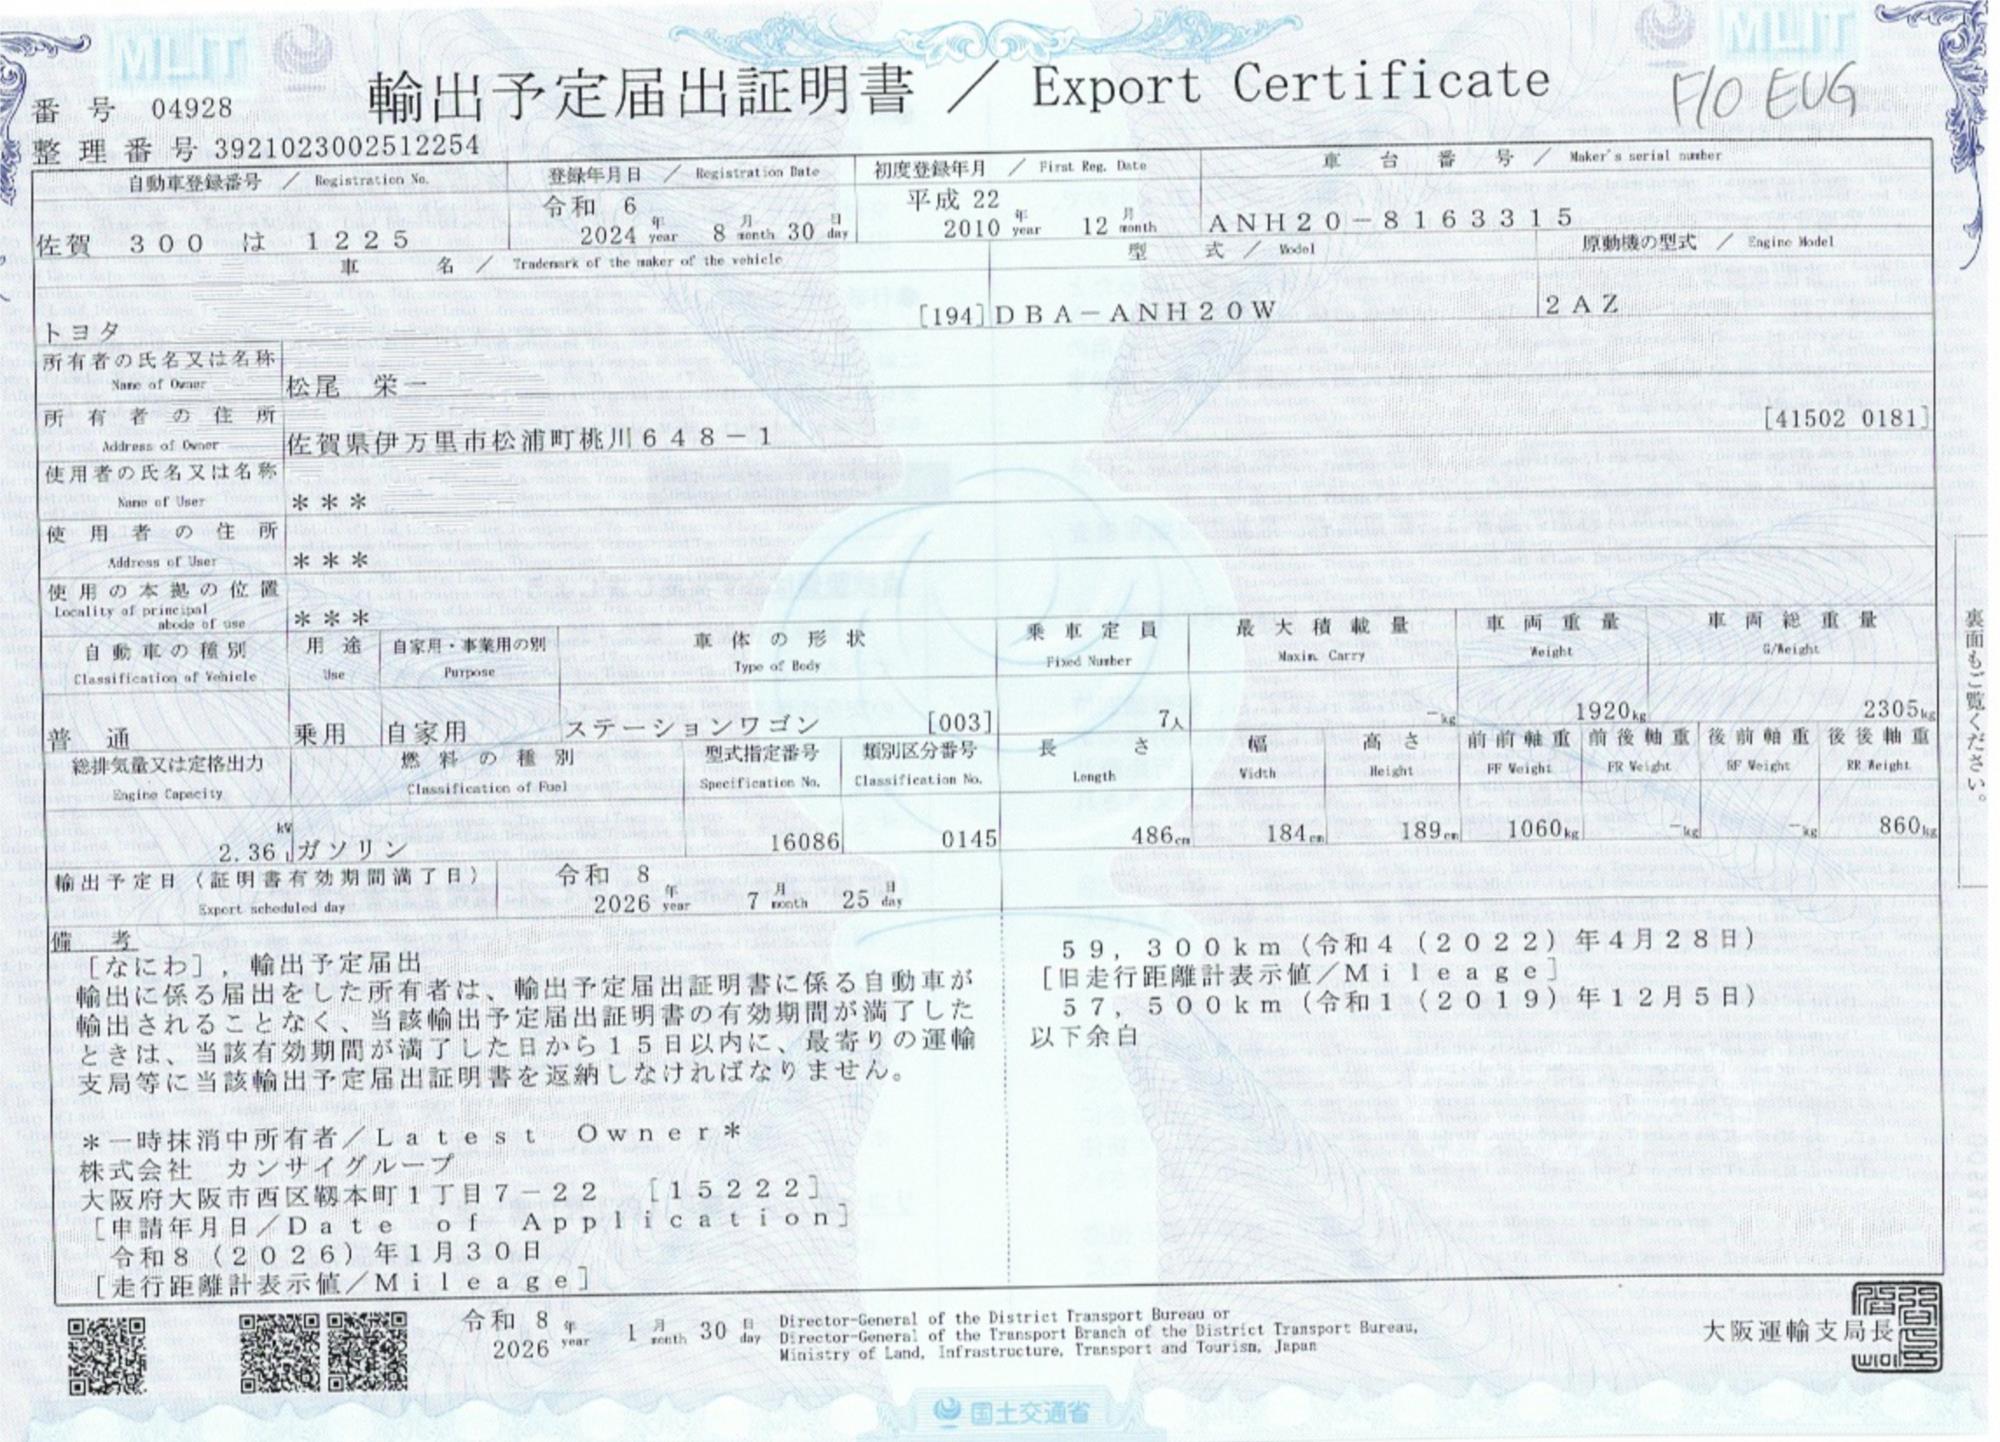 MLIT
MLIT
輸出予定届出証明書 / Export Certificate
F/O EUG
番号 04928
整理番号 3921023002512254
自動車登録番号 / Registration No.
登録年月日 / Registration Date
初度登録年月 / First Reg. Date
車台番号 / Maker's serial number
佐賀 300 は 1225
令和 6
2024 年 year 8 月 month 30 日 day
平成 22
2010 年 year 12 月 month
ANH20-8163315
車名 / Trademark of the maker of the vehicle
型式 / Model
原動機の型式 / Engine Model
トヨタ [194]
DBA-ANH20W
2AZ
所有者の氏名又は名称
Name of Owner
松尾 栄一
所有者の住所
Address of Owner
佐賀県伊万里市松浦町桃川648-1
[41502 0181]
使用者の氏名又は名称
Name of User
***
使用者の住所
Address of User
***
使用の本拠の位置
Locality of principal
abode of use
***
自動車の種別
Classification of Vehicle
用途
Use
自家用・事業用の別
Purpose
車体の形状
Type of Body
乗車定員
Fixed Number
最大積載量
Maxim. Carry
車両重量
Weight
車両総重量
G/Weight
普通
乗用
自家用
ステーションワゴン [003]
7人
-kg
1920kg
2305kg
総排気量又は定格出力
Engine Capacity
燃料の種別
Classification of Fuel
型式指定番号
Specification No.
類別区分番号
Classification No.
長さ
Length
幅
Width
高さ
Height
前前軸重
FF Weight
前後軸重
FR Weight
後前軸重
RF Weight
後後軸重
RR Weight
kW
2.36 l
ガソリン
16086
0145
486cm
184cm
189cm
1060kg
-kg
-kg
860kg
輸出予定日(証明書有効期間満了日)
Export scheduled day
令和 8
2026 年 year 7 月 month 25 日 day
備考
[なにわ],輸出予定届出
輸出に係る届出をした所有者は、輸出予定届出証明書に係る自動車が
輸出されることなく、当該輸出予定届出証明書の有効期間が満了した
ときは、当該有効期間が満了した日から15日以内に、最寄りの運輸
支局等に当該輸出予定届出証明書を返納しなければなりません。
*一時抹消中所有者/Latest Owner*
株式会社 カンサイグループ
大阪府大阪市西区靱本町1丁目7-22 [15222]
[申請年月日/Date of Application]
令和8(2026)年1月30日
[走行距離計表示値/Mileage]
59,300km(令和4(2022)年4月28日)
[旧走行距離計表示値/Mileage]
57,500km(令和1(2019)年12月5日)
以下余白
裏面もご覧ください。
令和 8
2026 年 year 1 月 month 30 日 day
Director-General of the District Transport Bureau or
Director-General of the Transport Branch of the District Transport Bureau,
Ministry of Land, Infrastructure, Transport and Tourism, Japan
大阪運輸支局長
国土交通省